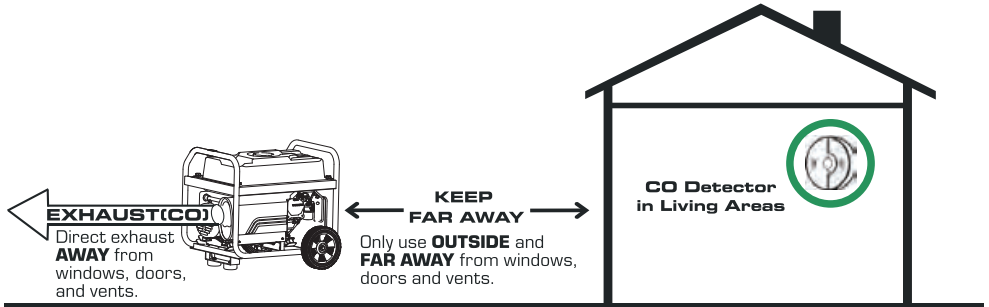 EXHAUST(CO)
Direct exhaust
AWAY from
windows, doors,
and vents.
KEEP
FAR AWAY
Only use OUTSIDE and
FAR AWAY from windows,
doors and vents.
CO Detector
in Living Areas